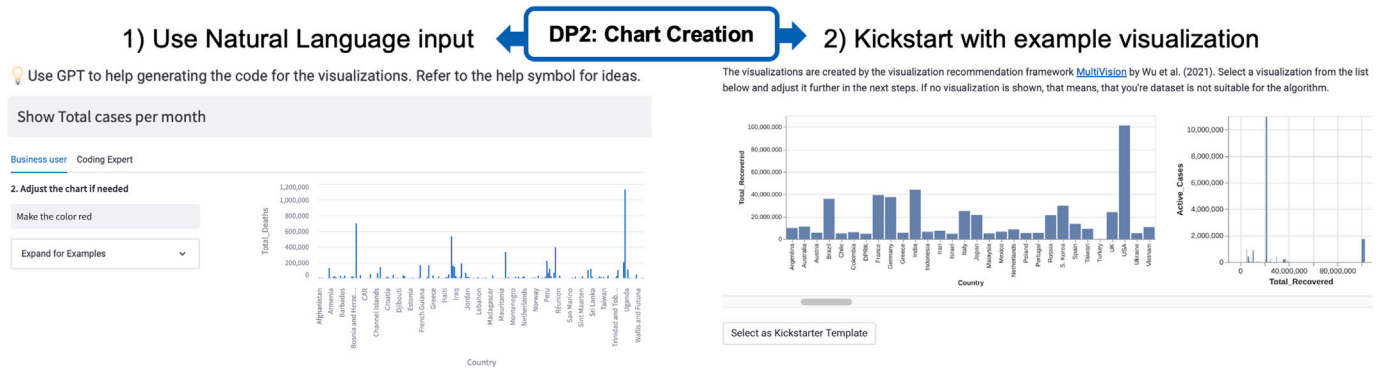 DP2: Chart Creation
1) Use Natural Language input
Use GPT to help generating the code for the visualizations. Refer to the help symbol for ideas.
Show Total cases per month
Business user Coding Expert
2. Adjust the chart if needed
Make the color red
Expand for Examples
Total_Deaths
1,200,000
1,000,000
800,000
600,000
400,000
200,000
0
Afghanistan
Armenia
Barbados
Bosnia and Herze...
CAR
Channel Islands
Croatia
Djibouti
Estonia
French Guiana
Greece
Haiti
Iraq
Jordan
Lebanon
Madagascar
Mauritania
Montenegro
Netherlands
Norway
Peru
Réunion
San Marino
Sint Maarten
Sri Lanka
Taiwan
Trinidad and Tob...
Uganda
Wallis and Futuna
Country
2) Kickstart with example visualization
The visualizations are created by the visualization recommendation framework MultiVision by Wu et al. (2021). Select a visualization from the list
below and adjust it further in the next steps. If no visualization is shown, that means, that you're dataset is not suitable for the algorithm.
Total_Recovered
100,000,000
80,000,000
60,000,000
40,000,000
20,000,000
0
Argentina
Australia
Austria
Brazil
Chile
Colombia
DPRK
France
Germany
Greece
India
Indonesia
Iran
Israel
Italy
Japan
Malaysia
Mexico
Netherlands
Poland
Portugal
Russia
S. Korea
Spain
Taiwan
Turkey
UK
USA
Ukraine
Vietnam
Country
Active_Cases
10,000,000
8,000,000
6,000,000
4,000,000
2,000,000
0
0 40,000,000 80,000,000
Total_Recovered
Select as Kickstarter Template